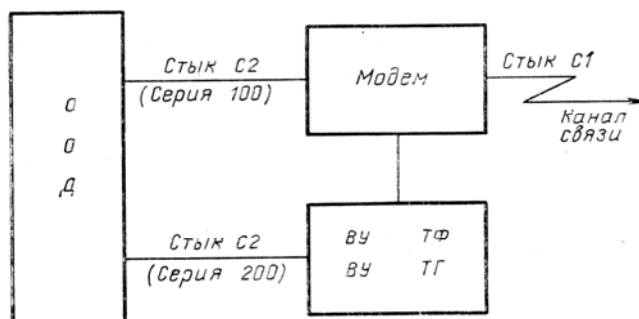 О
О
Д
Стык С2
(Серия 100)
Модем
Стык С1
Канал
связи
Стык С2
(Серия 200)
ВУ ТФ
ВУ ТГ